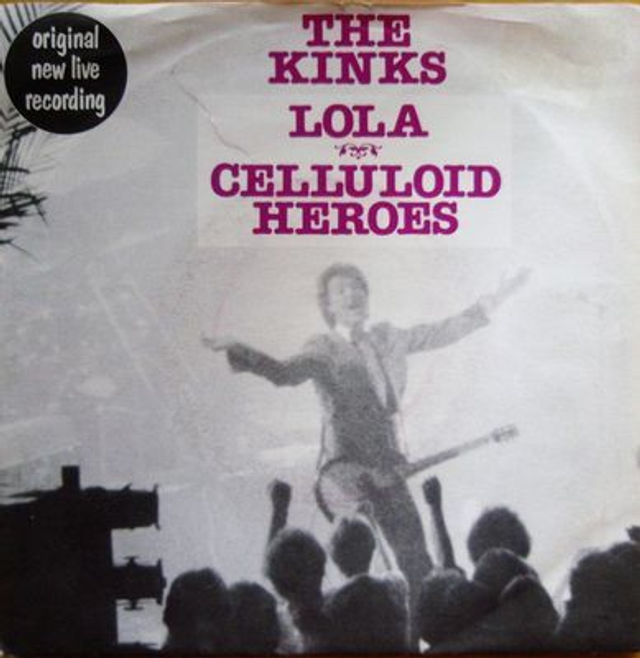 original
new live
recording
THE
KINKS
LOLA
CELLULOID
HEROES